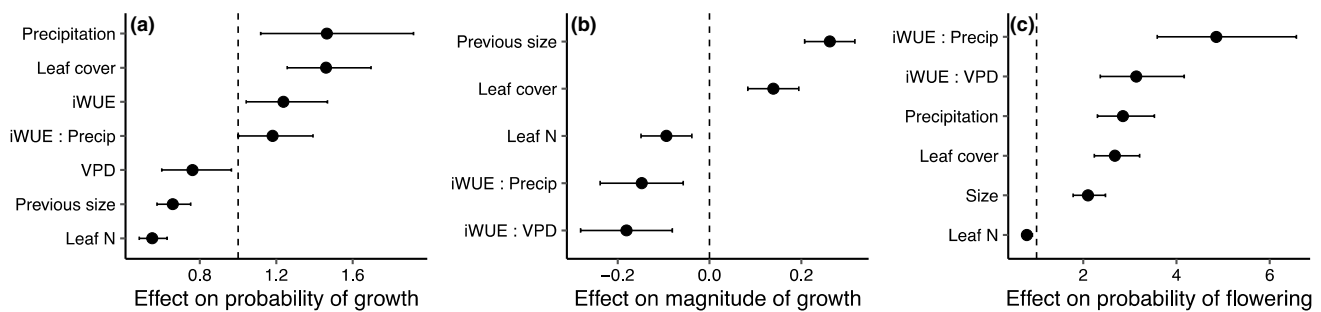 (a)
Precipitation
Leaf cover
iWUE
iWUE : Precip
VPD
Previous size
Leaf N
0.8 1.2 1.6
Effect on probability of growth
(b)
Previous size
Leaf cover
Leaf N
iWUE : Precip
iWUE : VPD
−0.2 0.0 0.2
Effect on magnitude of growth
(c)
iWUE : Precip
iWUE : VPD
Precipitation
Leaf cover
Size
Leaf N
2 4 6
Effect on probability of flowering